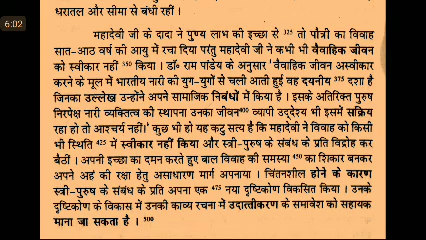 6:02
धरातल और सीमा से बंधी रहीं ।
महादेवी जी के दादा ने पुण्य लाभ की इच्छा से ³²⁵ तो पौत्री का विवाह
सात-आठ वर्ष की आयु में रचा दिया परंतु महादेवी जी ने कभी भी वैवाहिक जीवन
को स्वीकार नहीं ³⁵⁰ किया । डॉ० राम पांडेय के अनुसार ' वैवाहिक जीवन अस्वीकार
करने के मूल में भारतीय नारी की युग-युगों से चली आती हुई वह दयनीय ³⁷⁵ दशा है
जिनका उल्लेख उन्होंने अपने सामाजिक निबंधों में किया है । इसके अतिरिक्त पुरुष
निरपेक्ष नारी व्यक्तित्व की स्थापना उनका जीवन⁴⁰⁰ व्यापी उद्देश्य भी इसमें सक्रिय
रहा हो तो आश्चर्य नहीं।' कुछ भी हो यह कटु सत्य है कि महादेवी ने विवाह को किसी
भी स्थिति ⁴²⁵ में स्वीकार नहीं किया और स्त्री-पुरुष के संबंध के प्रति विद्रोह कर
बैठीं । अपनी इच्छा का दमन करते हुए बाल विवाह की समस्या ⁴⁵⁰ का शिकार बनकर
अपने अहं की रक्षा हेतु असाधारण मार्ग अपनाया । चिंतनशील होने के कारण
स्त्री-पुरुष के संबंध के प्रति अपना एक ⁴⁷⁵ नया दृष्टिकोण विकसित किया । उनके
दृष्टिकोण के विकास में उनकी काव्य रचना में उदात्तीकरण के समावेश को सहायक
माना जा सकता है । ⁵⁰⁰